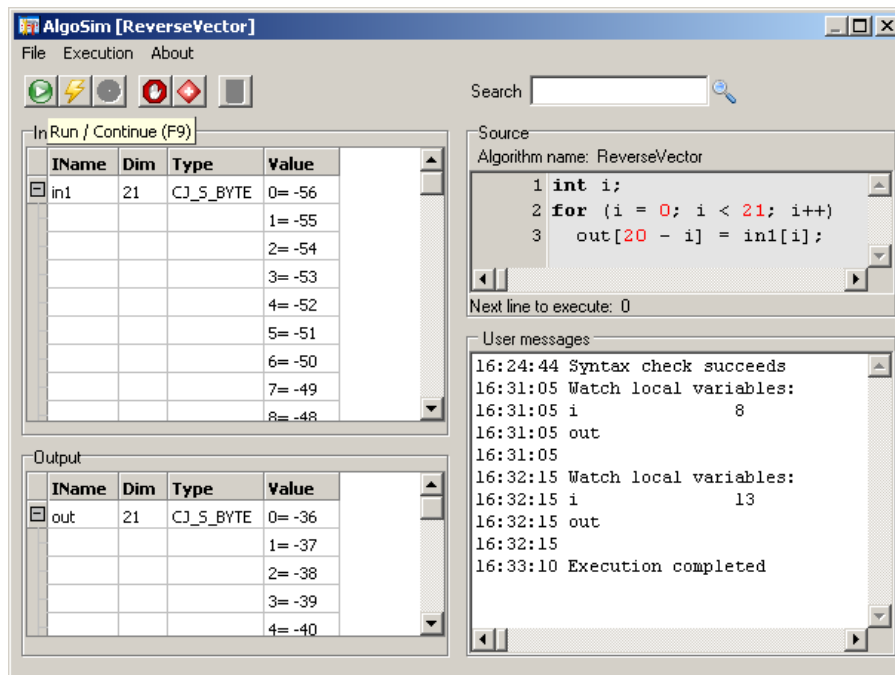 AlgoSim [ReverseVector]
File Execution About
Search
Run / Continue (F9)
In
IName Dim Type Value
in1 21 CJ_S_BYTE 0= -56
1= -55
2= -54
3= -53
4= -52
5= -51
6= -50
7= -49
8= -48
Output
IName Dim Type Value
out 21 CJ_S_BYTE 0= -36
1= -37
2= -38
3= -39
4= -40
Source
Algorithm name: ReverseVector
1 int i;
2 for (i = 0; i < 21; i++)
3 out[20 - i] = in1[i];
Next line to execute: 0
User messages
16:24:44 Syntax check succeeds
16:31:05 Watch local variables:
16:31:05 i 8
16:31:05 out
16:31:05
16:32:15 Watch local variables:
16:32:15 i 13
16:32:15 out
16:32:15
16:33:10 Execution completed